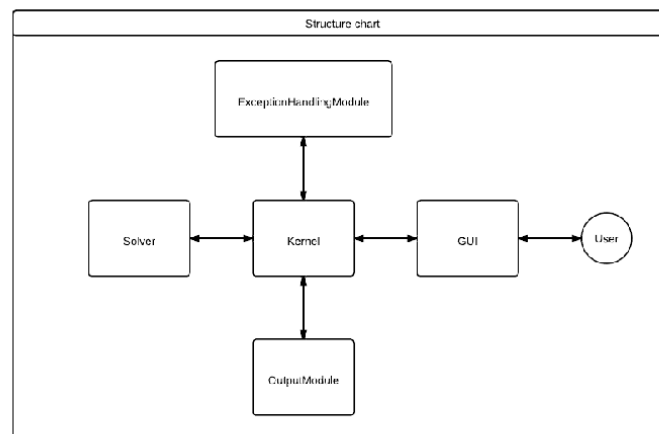 Structure chart
ExceptionHandlingModule
Solver
Kernel
GUI
User
OutputModule